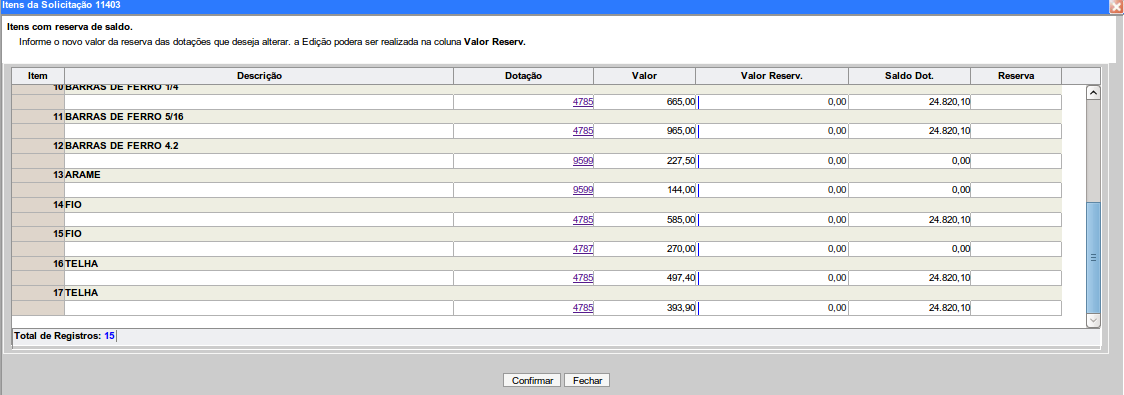 Itens da Solicitação 11403
Itens com reserva de saldo.
Informe o novo valor da reserva das dotações que deseja alterar. a Edição podera ser realizada na coluna Valor Reserv.
Item Descrição Dotação Valor Valor Reserv. Saldo Dot. Reserva
10 BARRAS DE FERRO 1/4
4785 665,00 0,00 24.820,10
11 BARRAS DE FERRO 5/16
4785 965,00 0,00 24.820,10
12 BARRAS DE FERRO 4.2
9599 227,50 0,00 0,00
13 ARAME
9599 144,00 0,00 0,00
14 FIO
4785 585,00 0,00 24.820,10
15 FIO
4787 270,00 0,00 0,00
16 TELHA
4785 497,40 0,00 24.820,10
17 TELHA
4785 393,90 0,00 24.820,10
Total de Registros: 15
Confirmar Fechar